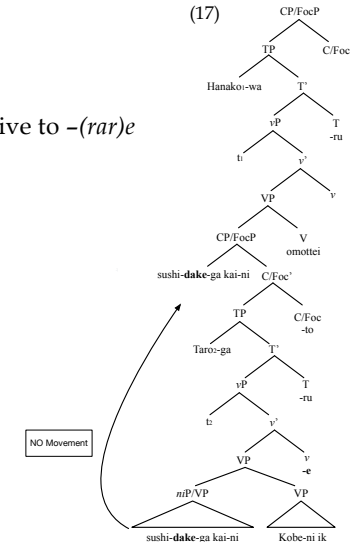 (17)
CP/FocP
TP C/Foc
Hanako1-wa T'
ive to –(rar)e
vP T
-ru
t1 v'
VP v
CP/FocP V
omottei
sushi-dake-ga kai-ni C/Foc'
TP C/Foc
-to
Taro2-ga T'
vP T
-ru
t2 v'
NO Movement
VP v
-e
niP/VP VP
sushi-dake-ga kai-ni Kobe-ni ik